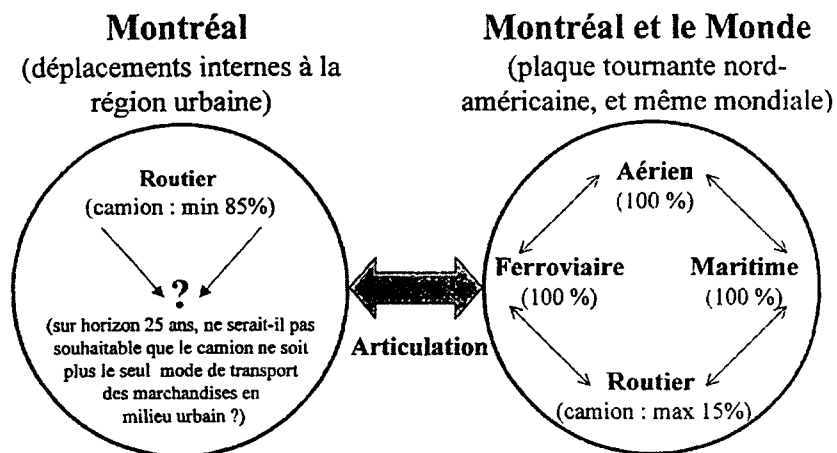 Montréal
(déplacements internes à la
région urbaine)
Routier
(camion : min 85%)
?
(sur horizon 25 ans, ne serait-il pas
souhaitable que le camion ne soit
plus le seul mode de transport
des marchandises en
milieu urbain ?)
Articulation
Montréal et le Monde
(plaque tournante nord-
américaine, et même mondiale)
Aérien
(100 %)
Ferroviaire
(100 %)
Maritime
(100 %)
Routier
(camion : max 15%)